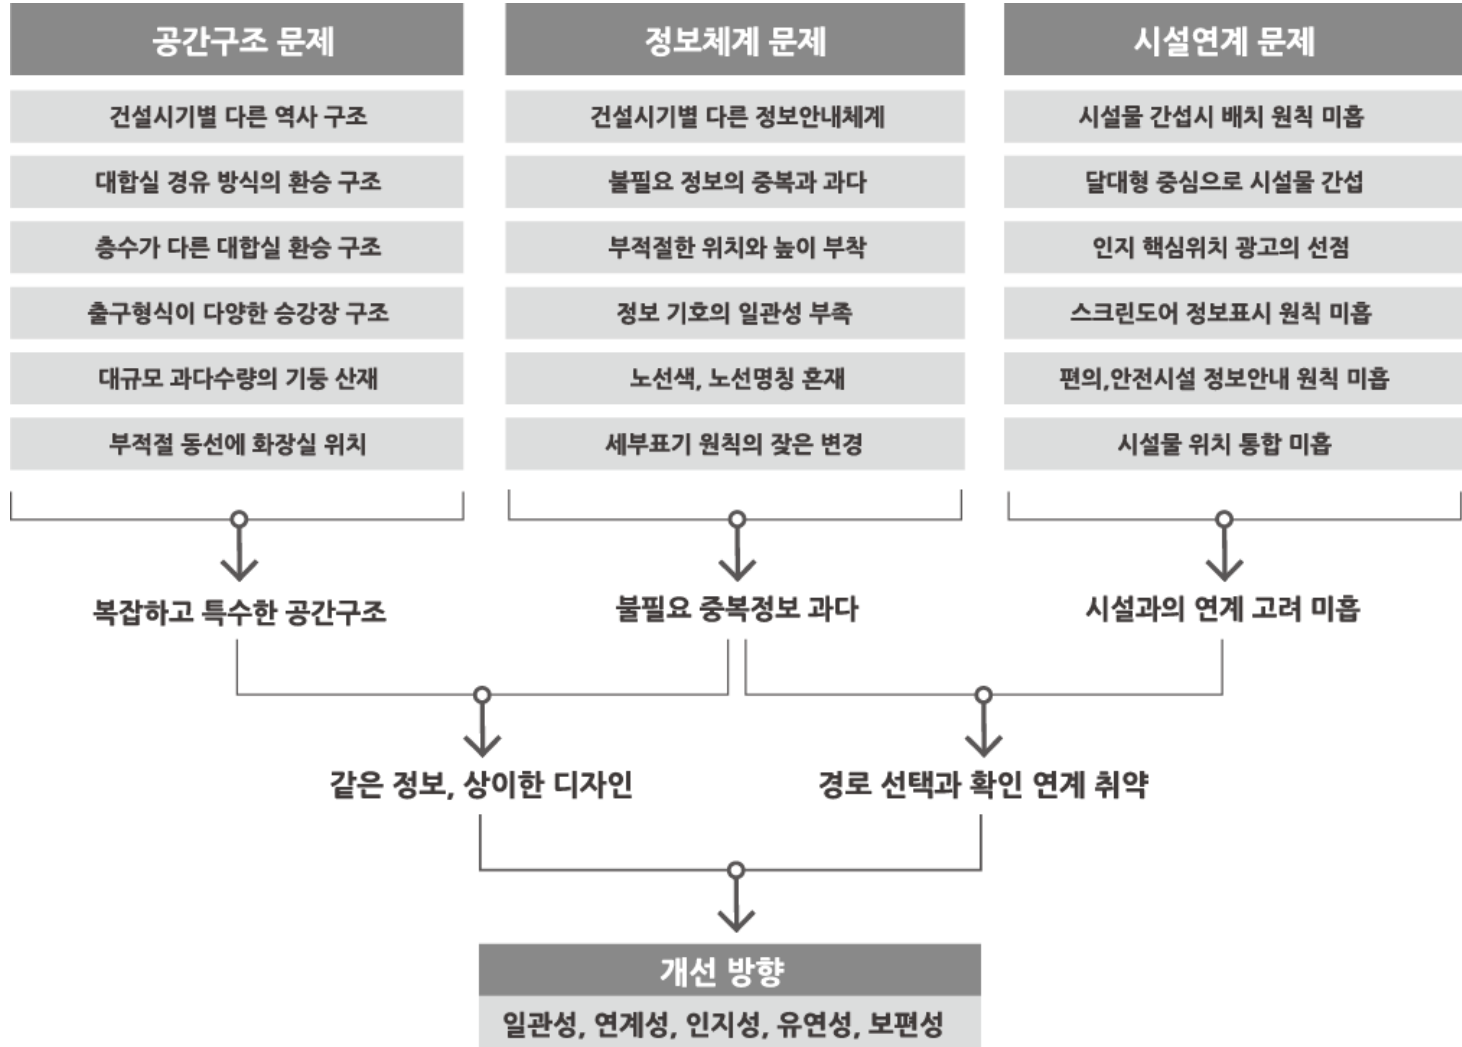 공간구조 문제
건설시기별 다른 역사 구조
대합실 경유 방식의 환승 구조
층수가 다른 대합실 환승 구조
출구형식이 다양한 승강장 구조
대규모 과다수량의 기둥 산재
부적절 동선에 화장실 위치
정보체계 문제
건설시기별 다른 정보안내체계
불필요 정보의 중복과 과다
부적절한 위치와 높이 부착
정보 기호의 일관성 부족
노선색, 노선명칭 혼재
세부표기 원칙의 잦은 변경
시설연계 문제
시설물 간섭시 배치 원칙 미흡
달대형 중심으로 시설물 간섭
인지 핵심위치 광고의 선점
스크린도어 정보표시 원칙 미흡
편의,안전시설 정보안내 원칙 미흡
시설물 위치 통합 미흡
복잡하고 특수한 공간구조
불필요 중복정보 과다
시설과의 연계 고려 미흡
같은 정보, 상이한 디자인
경로 선택과 확인 연계 취약
개선 방향
일관성, 연계성, 인지성, 유연성, 보편성